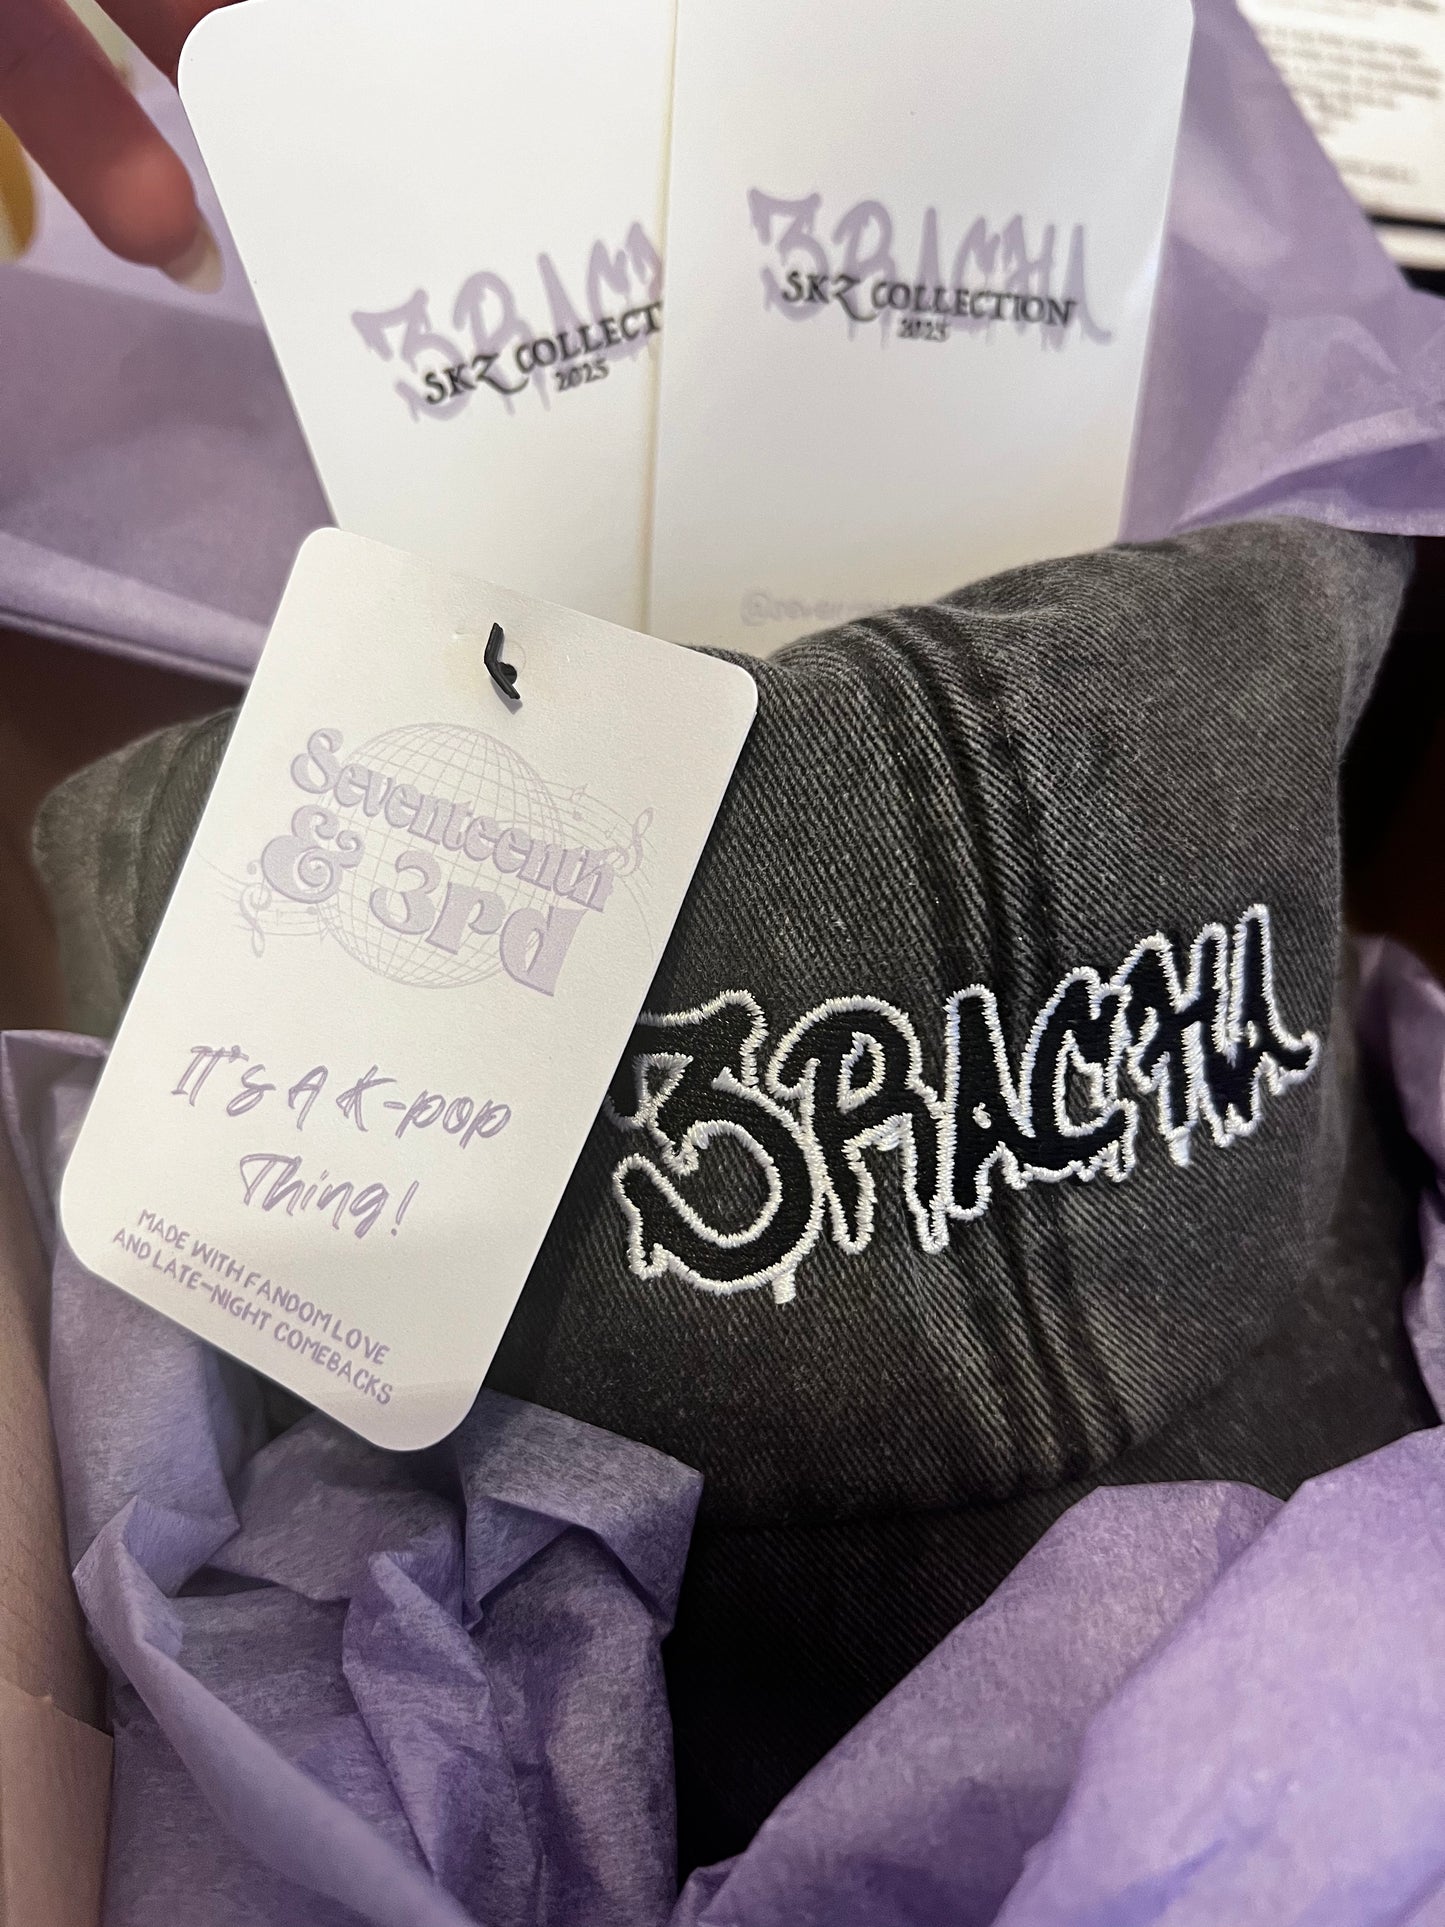 3RACHA
SKZ COLLECT
2025
3RACHA
SKZ COLLECTION
2025
Seventeenth
& 3rd
It's A K-pop
Thing!
MADE WITH FANDOM LOVE
AND LATE-NIGHT COMEBACKS
3RACHA